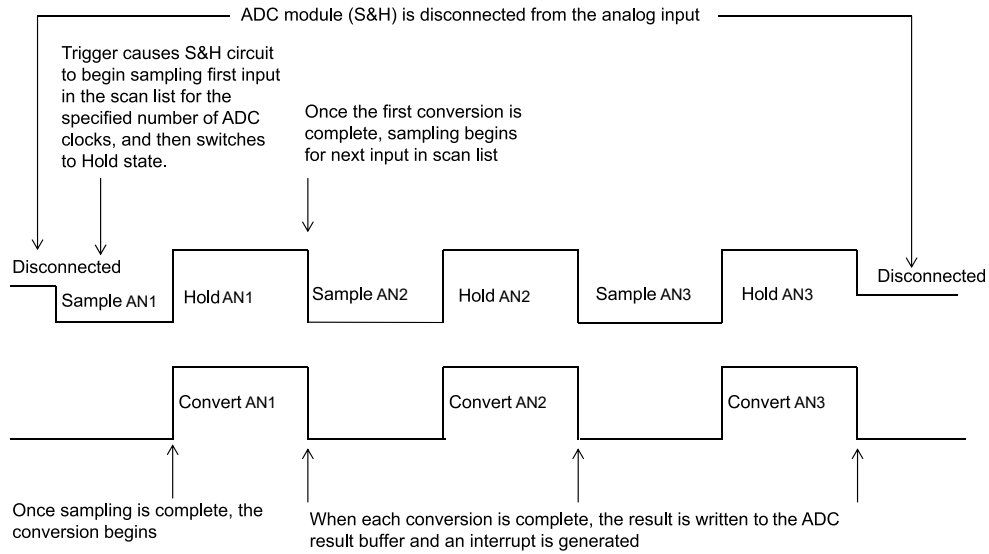 ADC module (S&H) is disconnected from the analog input
Trigger causes S&H circuit
to begin sampling first input
in the scan list for the
specified number of ADC
clocks, and then switches
to Hold state.
Once the first conversion is
complete, sampling begins
for next input in scan list
Disconnected
Disconnected
Sample AN1
Hold AN1
Sample AN2
Hold AN2
Sample AN3
Hold AN3
Convert AN1
Convert AN2
Convert AN3
Once sampling is complete, the
conversion begins
When each conversion is complete, the result is written to the ADC
result buffer and an interrupt is generated